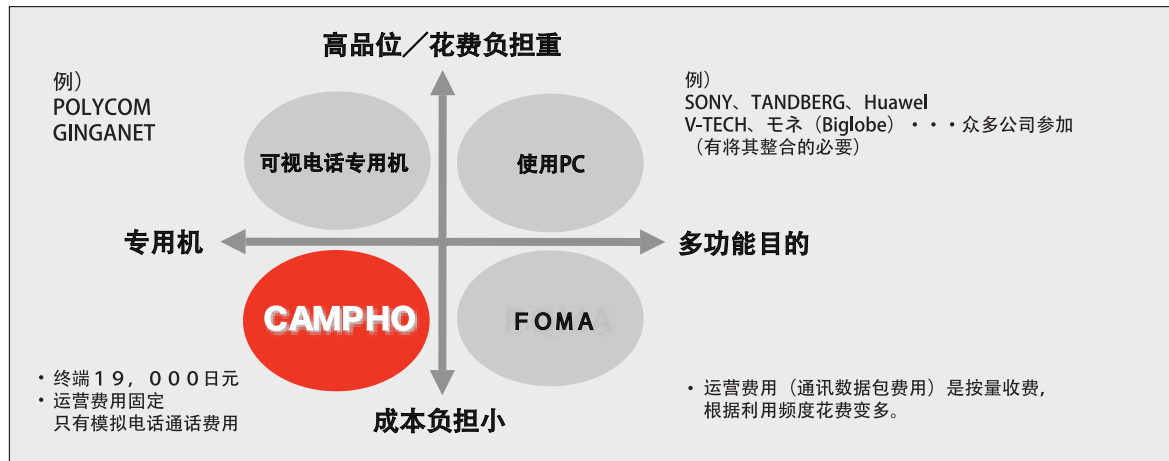 高品位／花费负担重
例）
POLYCOM
GINGANET
例）
SONY、TANDBERG、Huawel
V-TECH、モネ（Biglobe）・・・众多公司参加
（有将其整合的必要）
可视电话专用机
使用PC
专用机
多功能目的
CAMPHO
ＦＯＭＡ
・终端１９，０００日元
・运营费用固定
只有模拟电话通话费用
成本负担小
・运营费用（通讯数据包费用）是按量收费，
根据利用频度花费变多。